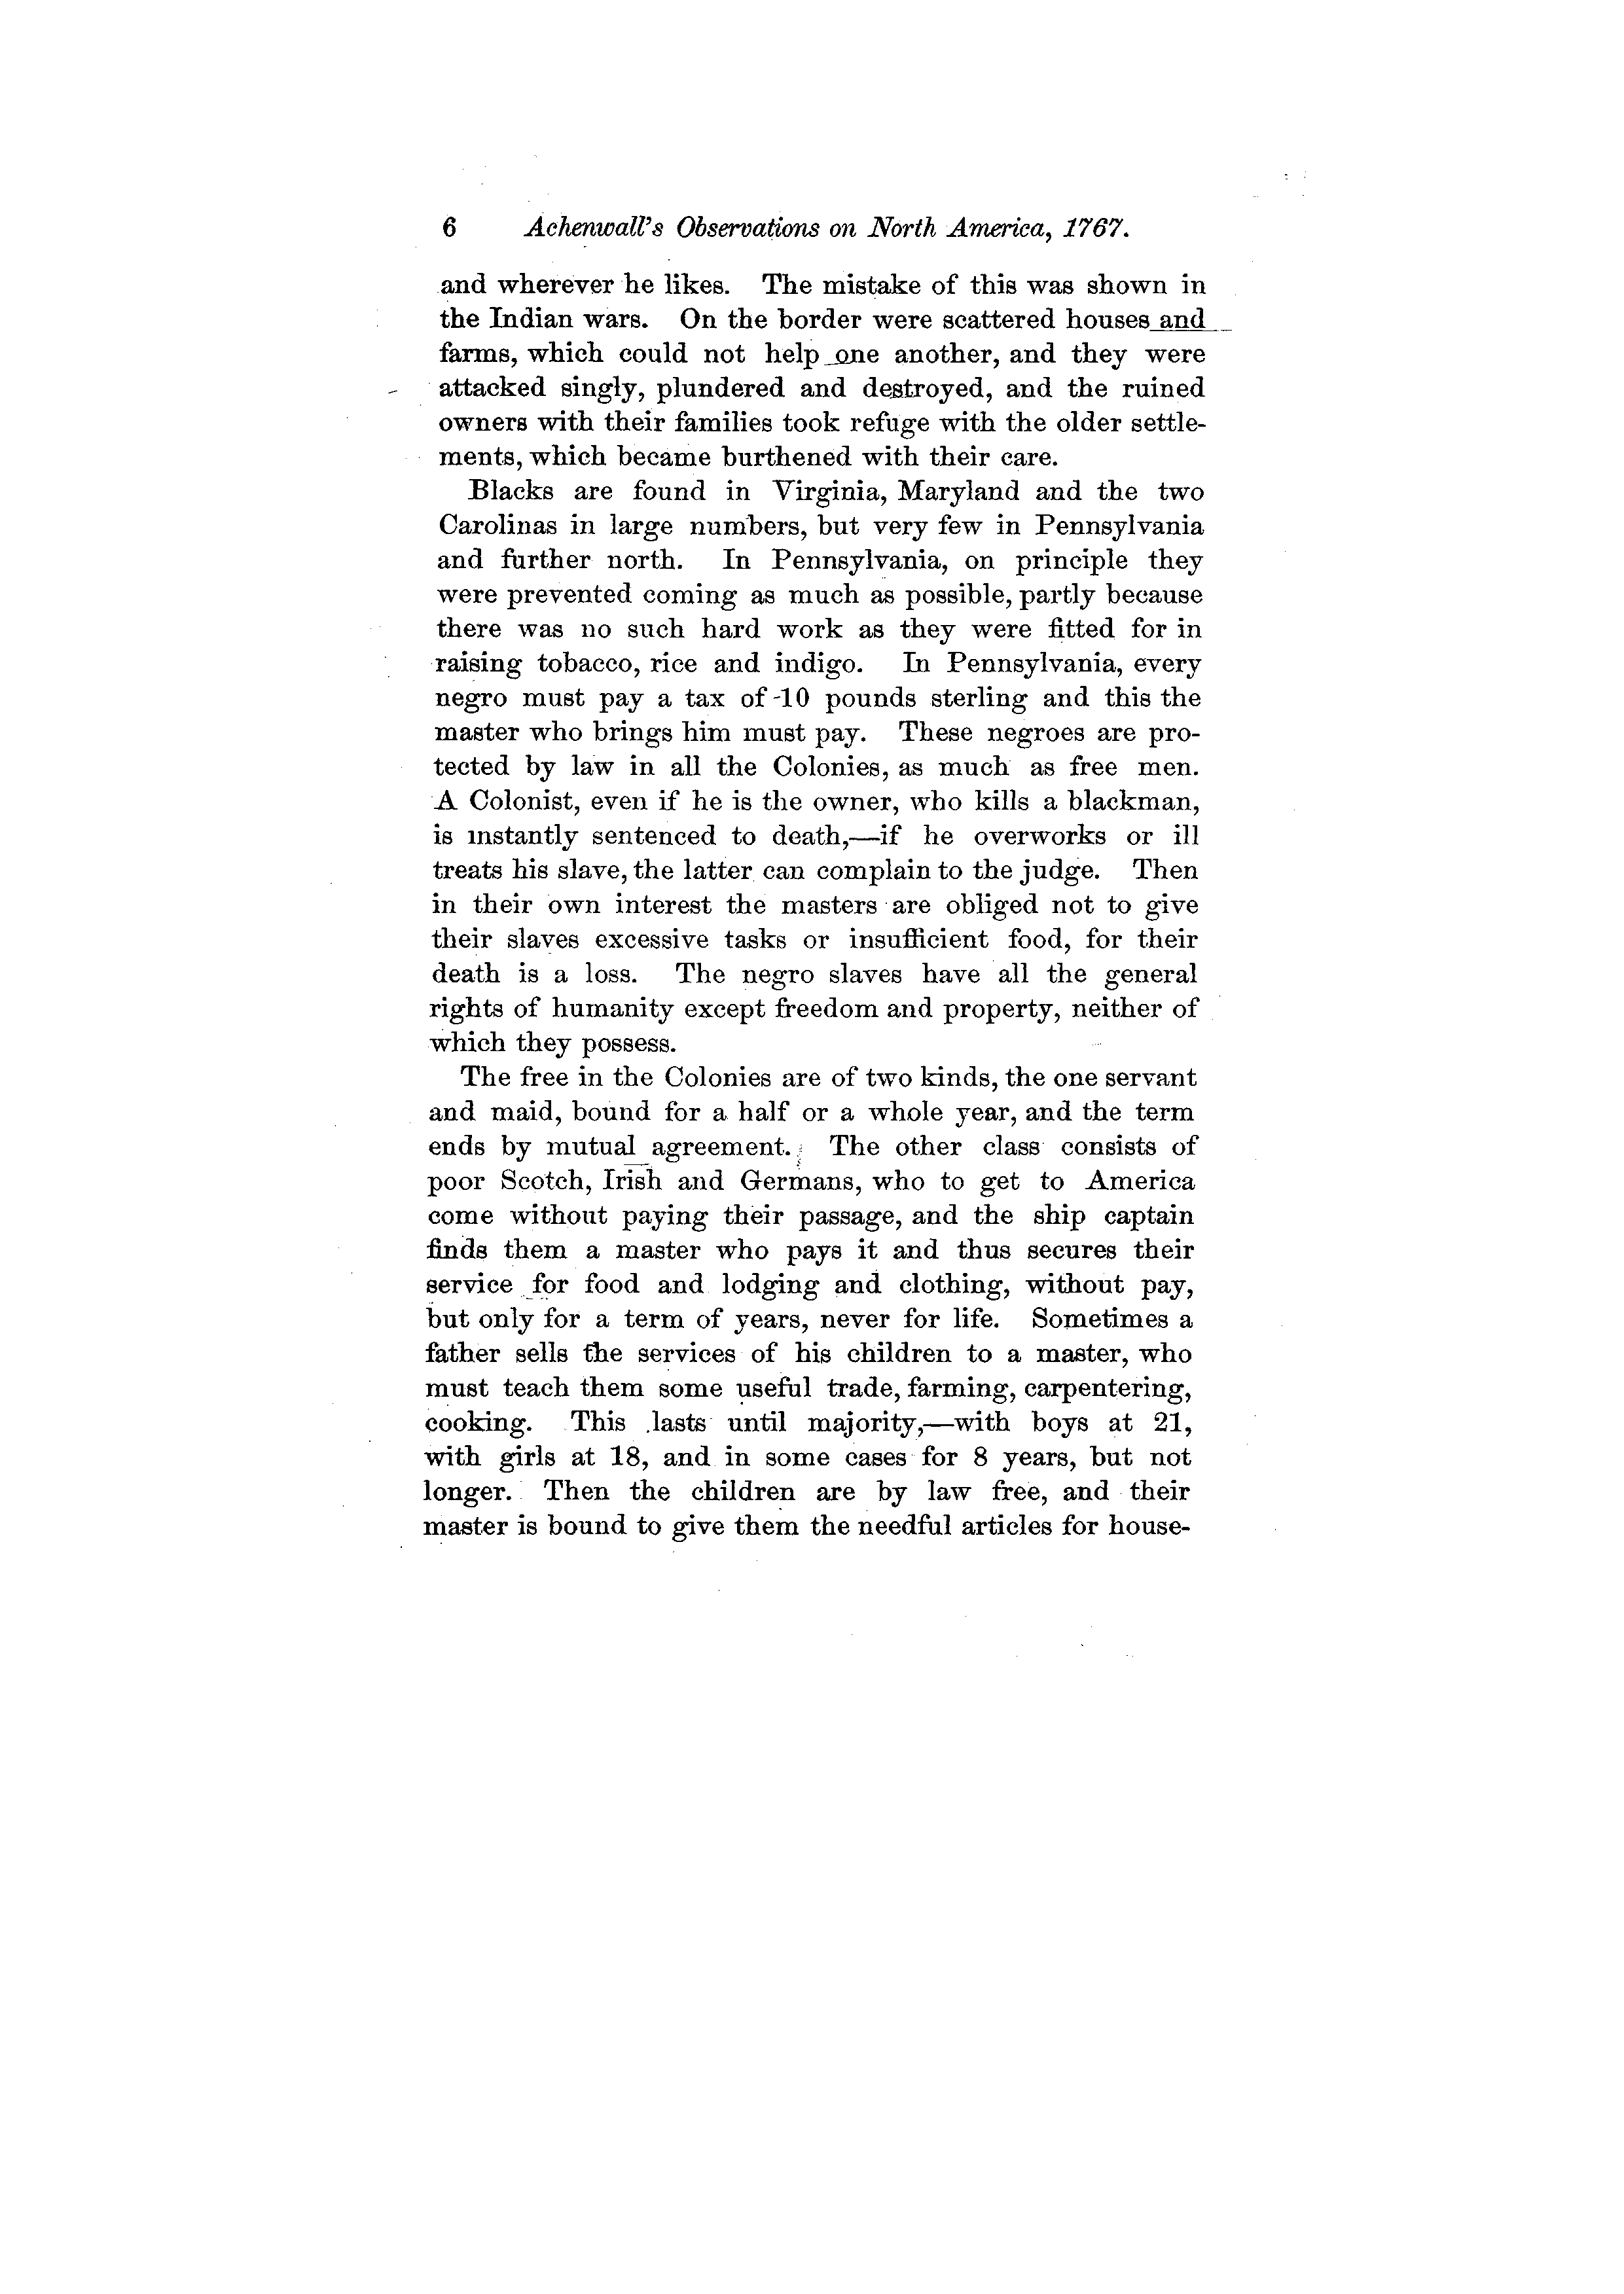 6 Achenwall's Observations on North America, 1767.
and wherever he likes. The mistake of this was shown in
the Indian wars. On the border were scattered houses and
farms, which could not help one another, and they were
attacked singly, plundered and destroyed, and the ruined
owners with their families took refuge with the older settle-
ments, which became burthened with their care.
Blacks are found in Virginia, Maryland and the two
Carolinas in large numbers, but very few in Pennsylvania
and further north. In Pennsylvania, on principle they
were prevented coming as much as possible, partly because
there was no such hard work as they were fitted for in
raising tobacco, rice and indigo. In Pennsylvania, every
negro must pay a tax of 10 pounds sterling and this the
master who brings him must pay. These negroes are pro-
tected by law in all the Colonies, as much as free men.
A Colonist, even if he is the owner, who kills a blackman,
is instantly sentenced to death,—if he overworks or ill
treats his slave, the latter can complain to the judge. Then
in their own interest the masters are obliged not to give
their slaves excessive tasks or insufficient food, for their
death is a loss. The negro slaves have all the general
rights of humanity except freedom and property, neither of
which they possess.
The free in the Colonies are of two kinds, the one servant
and maid, bound for a half or a whole year, and the term
ends by mutual agreement. The other class consists of
poor Scotch, Irish and Germans, who to get to America
come without paying their passage, and the ship captain
finds them a master who pays it and thus secures their
service for food and lodging and clothing, without pay,
but only for a term of years, never for life. Sometimes a
father sells the services of his children to a master, who
must teach them some useful trade, farming, carpentering,
cooking. This lasts until majority,—with boys at 21,
with girls at 18, and in some cases for 8 years, but not
longer. Then the children are by law free, and their
master is bound to give them the needful articles for house-